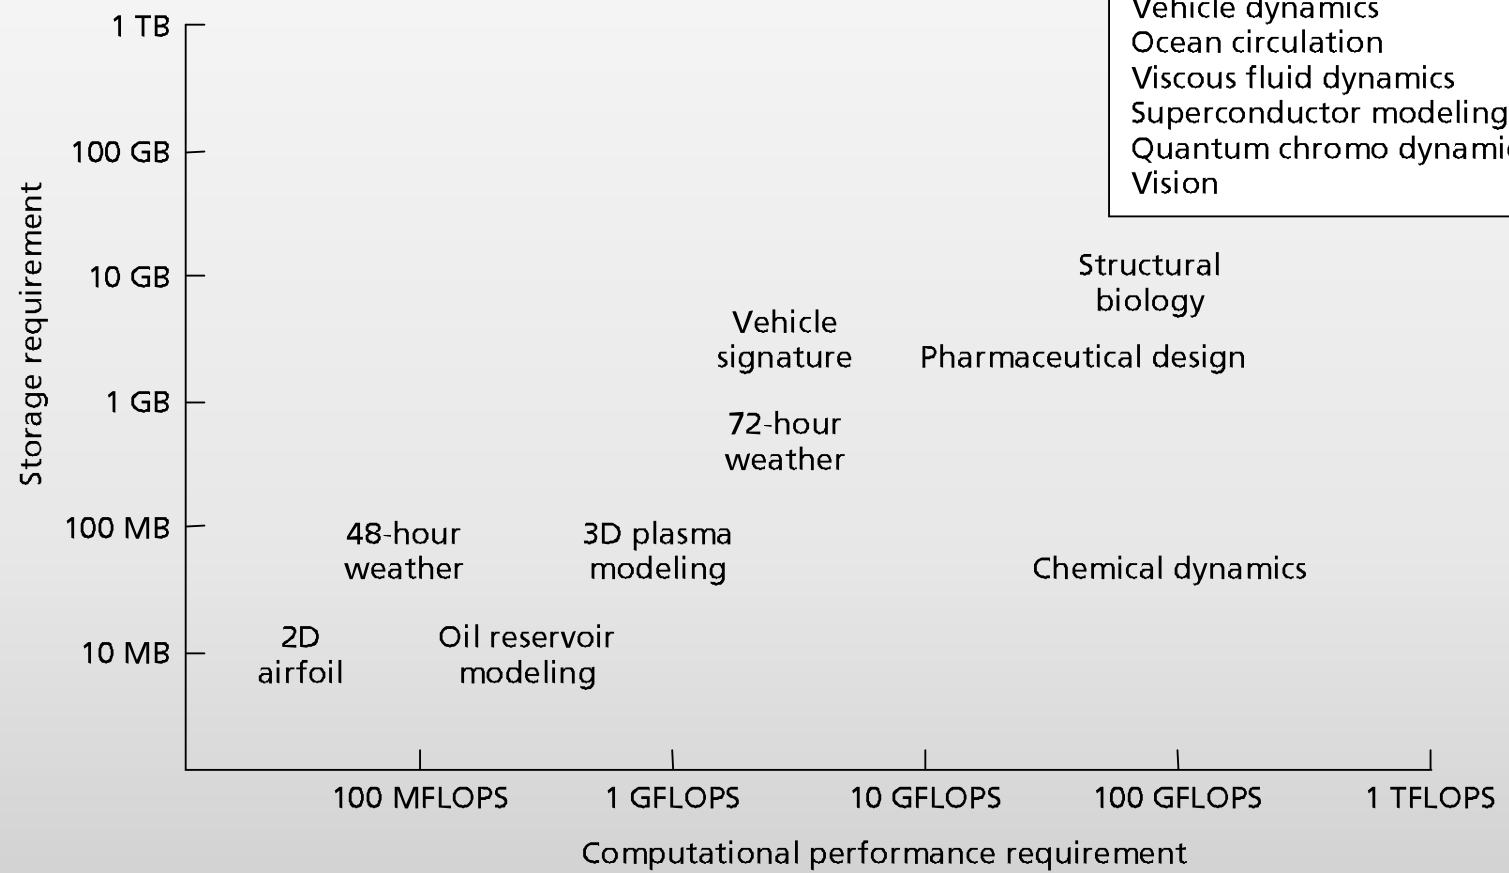 Vehicle dynamics
Ocean circulation
Viscous fluid dynamics
Superconductor modeling
Quantum chromo dynami
Vision
1 TB
100 GB
10 GB
1 GB
100 MB
10 MB
Storage requirement
Structural
biology
Vehicle
signature
Pharmaceutical design
72-hour
weather
48-hour
weather
3D plasma
modeling
Chemical dynamics
2D
airfoil
Oil reservoir
modeling
100 MFLOPS
1 GFLOPS
10 GFLOPS
100 GFLOPS
1 TFLOPS
Computational performance requirement